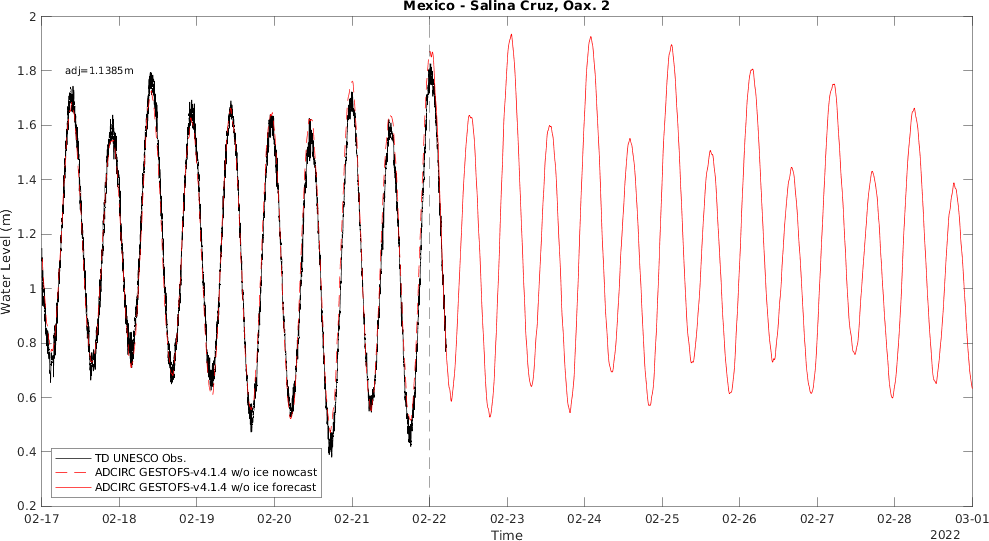 Mexico - Salina Cruz, Oax. 2
adj=1.1385m
Water Level (m)
2
1.8
1.6
1.4
1.2
1
0.8
0.6
0.4
0.2
TD UNESCO Obs.
ADCIRC GESTOFS-v4.1.4 w/o ice nowcast
ADCIRC GESTOFS-v4.1.4 w/o ice forecast
02-17 02-18 02-19 02-20 02-21 02-22 02-23 02-24 02-25 02-26 02-27 02-28 03-01
Time
2022